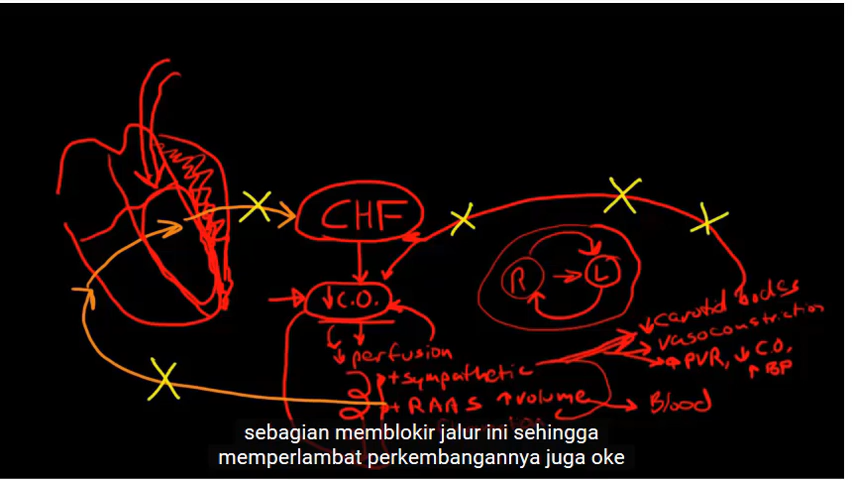 CHF
R
L
↓ C.O.
↓ carotid bodies
vasoconstriction
↑ PVR, ↓ C.O,
↑ BP
↓ perfusion
+ sympathetic
+ RAAS ↑ volume
Blood
sebagian memblokir jalur ini sehingga
memperlambat perkembangannya juga oke